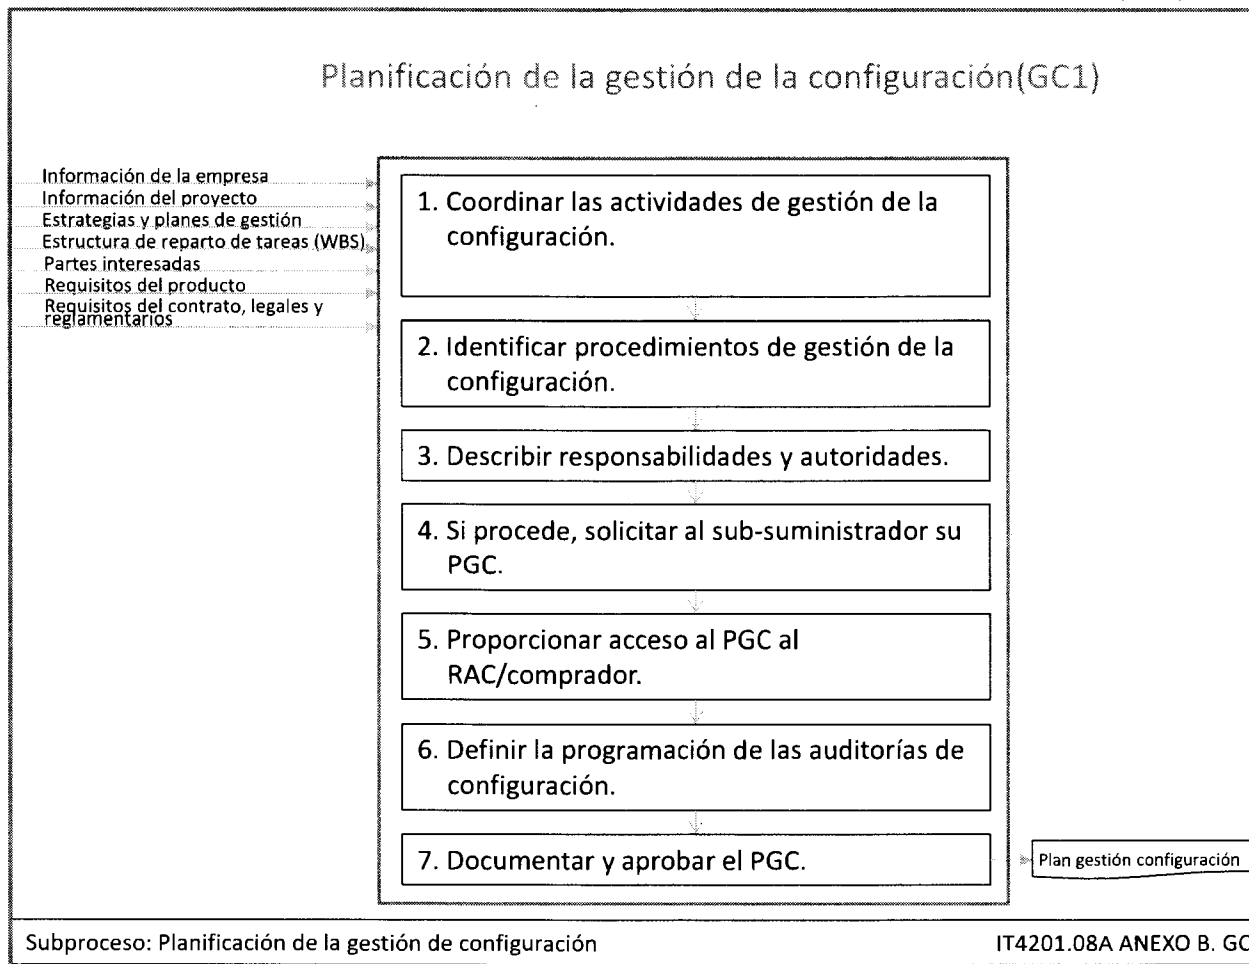 Planificación de la gestión de la configuración(GC1)
Información de la empresa
Información del proyecto
Estrategias y planes de gestión
Estructura de reparto de tareas (WBS)
Partes interesadas
Requisitos del producto
Requisitos del contrato, legales y
reglamentarios
1. Coordinar las actividades de gestión de la
configuración.
2. Identificar procedimientos de gestión de la
configuración.
3. Describir responsabilidades y autoridades.
4. Si procede, solicitar al sub-suministrador su
PGC.
5. Proporcionar acceso al PGC al
RAC/comprador.
6. Definir la programación de las auditorías de
configuración.
7. Documentar y aprobar el PGC.
Plan gestión configuración
Subproceso: Planificación de la gestión de configuración
IT4201.08A ANEXO B. GC